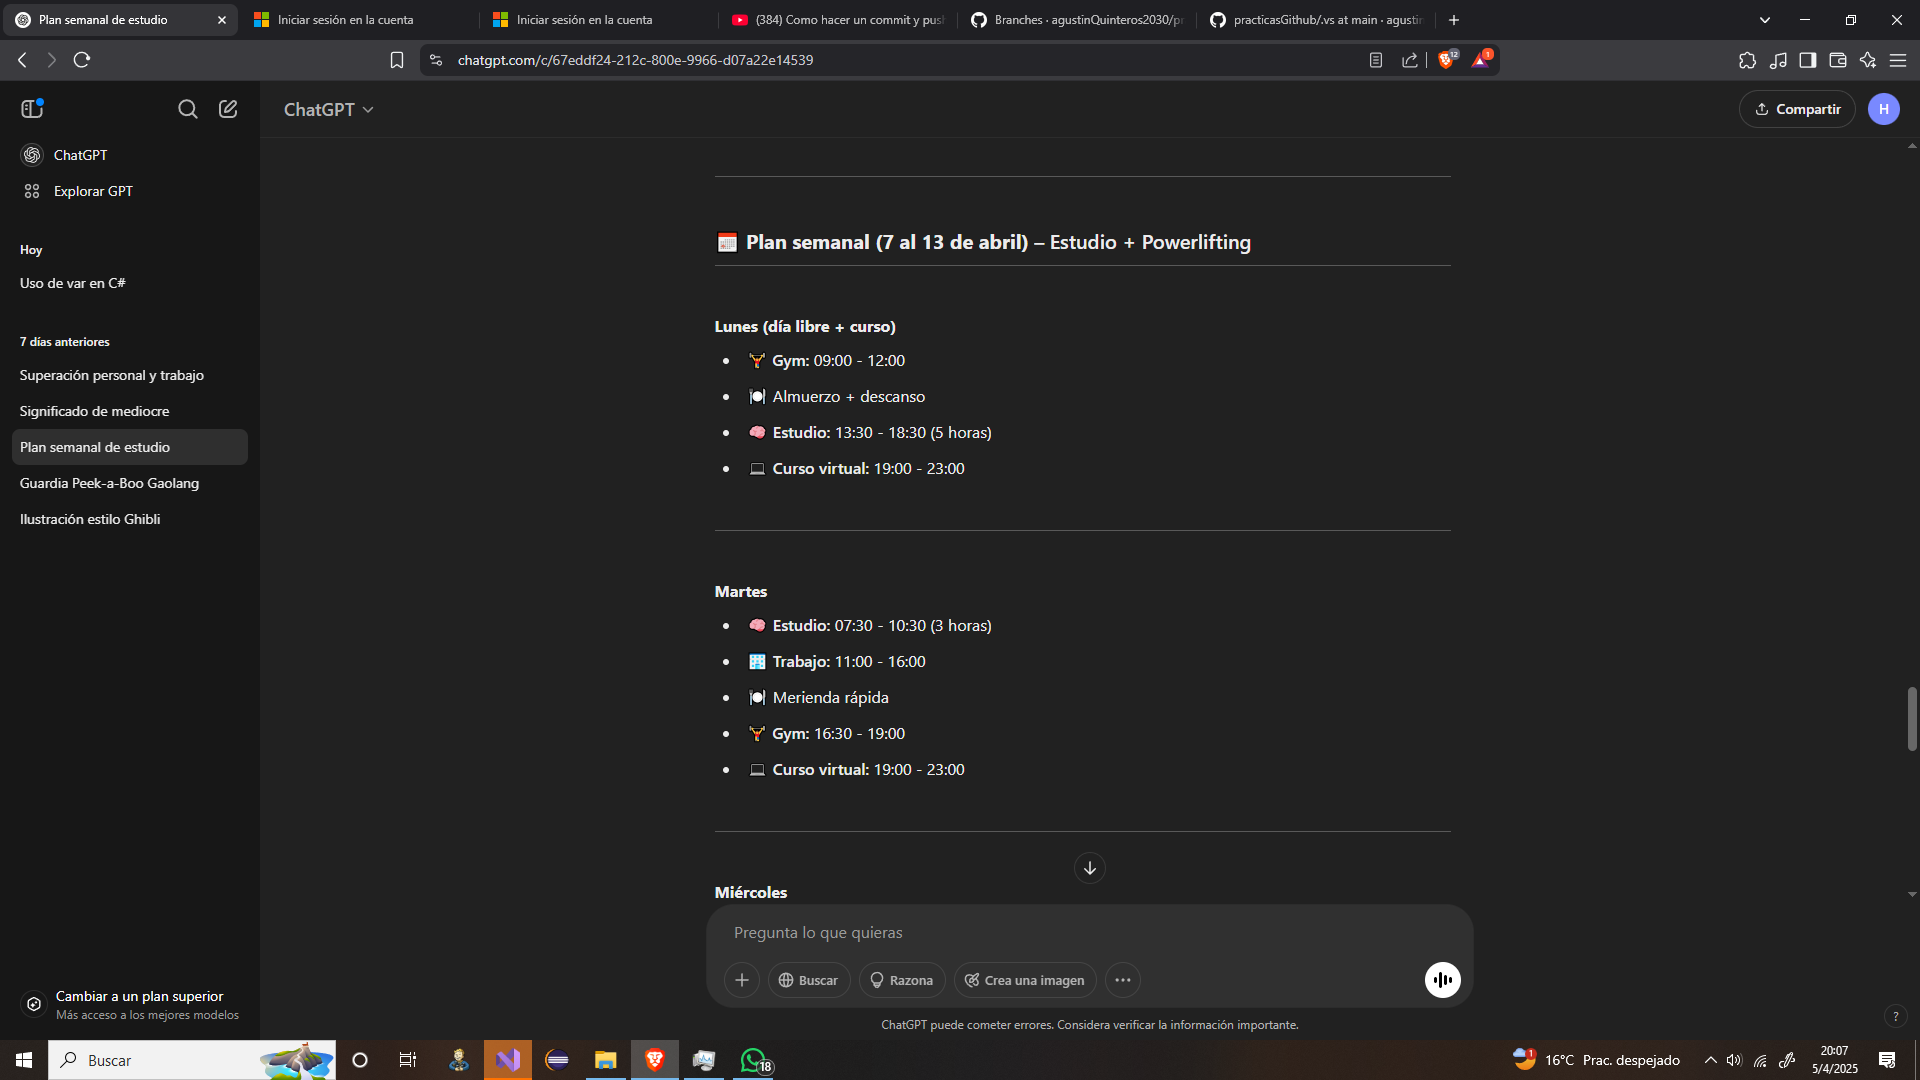 Plan semanal de estudio
Iniciar sesión en la cuenta
Iniciar sesión en la cuenta
(384) Como hacer un commit y push
Branches · agustinQuinteros2030/pr
practicasGithub/.vs at main · agustin
chatgpt.com/c/67eddf24-212c-800e-9966-d07a22e14539
12
1
ChatGPT
Compartir
H
ChatGPT
Explorar GPT
Hoy
Uso de var en C#
7 días anteriores
Superación personal y trabajo
Significado de mediocre
Plan semanal de estudio
Guardia Peek-a-Boo Gaolang
Ilustración estilo Ghibli
Cambiar a un plan superior
Más acceso a los mejores modelos
Plan semanal (7 al 13 de abril) – Estudio + Powerlifting
Lunes (día libre + curso)
Gym: 09:00 - 12:00
Almuerzo + descanso
Estudio: 13:30 - 18:30 (5 horas)
Curso virtual: 19:00 - 23:00
Martes
Estudio: 07:30 - 10:30 (3 horas)
Trabajo: 11:00 - 16:00
Merienda rápida
Gym: 16:30 - 19:00
Curso virtual: 19:00 - 23:00
Miércoles
Pregunta lo que quieras
Buscar
Razona
Crea una imagen
ChatGPT puede cometer errores. Considera verificar la información importante.
?
Buscar
18
1
16°C Prac. despejado
20:07
5/4/2025